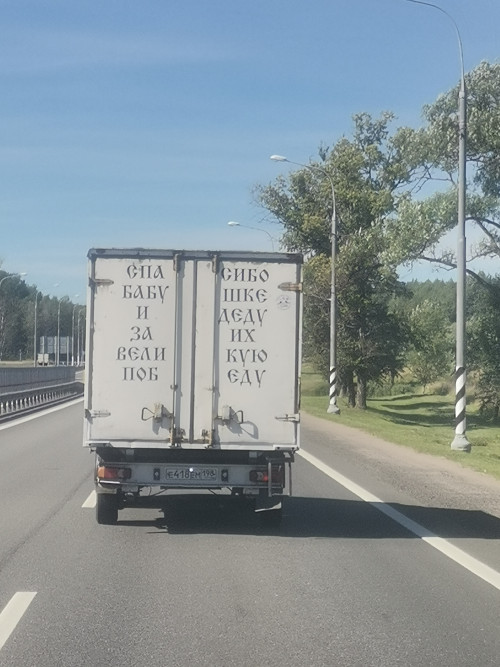 СПА СИБО
БАБУ ШКЕ
И ДЕДУ
ЗА ИХ
ВЕЛИ КУЮ
ПОБ ЕДУ